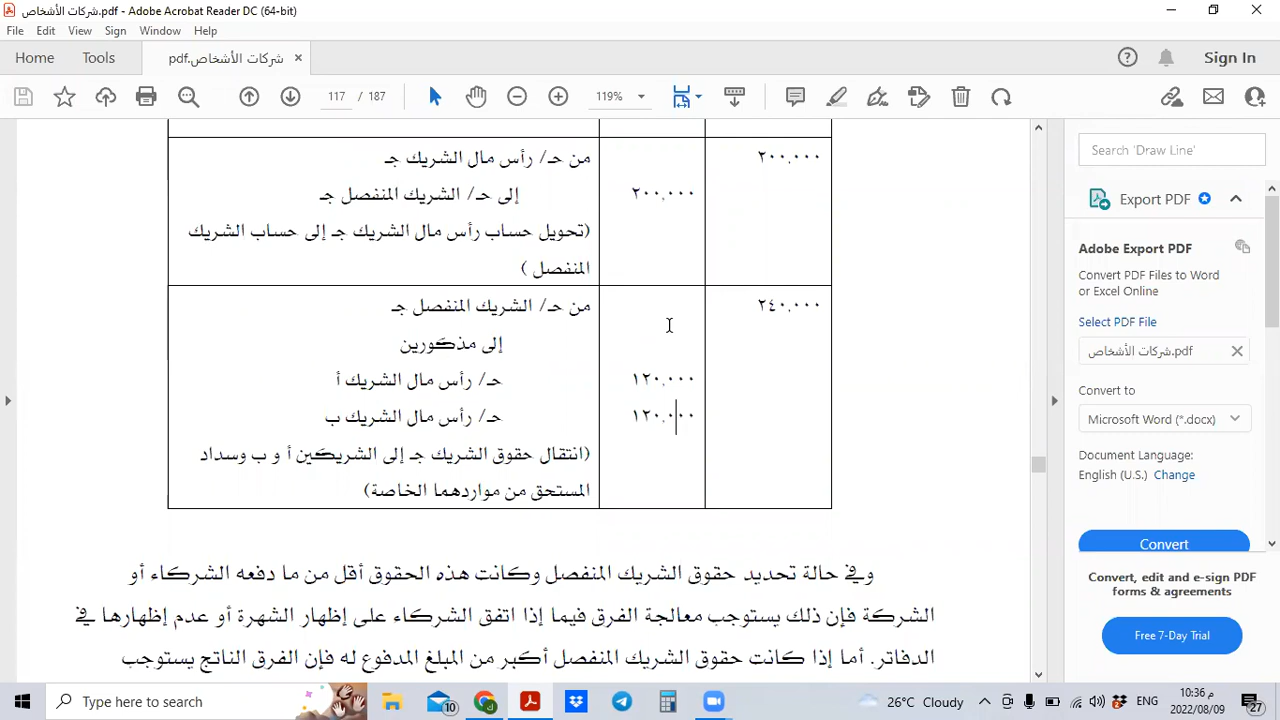 شركات الأشخاص.pdf - Adobe Acrobat Reader DC (64-bit)
File Edit View Sign Window Help
Home Tools شركات الأشخاص.pdf × Sign In
117 / 187 119%
من حـ/ رأس مال الشريك جـ ٢٠٠,٠٠٠
إلى حـ/ الشريك المنفصل جـ ٢٠٠,٠٠٠
(تحويل حساب رأس مال الشريك جـ إلى حساب الشريك
المنفصل )
من حـ/ الشريك المنفصل جـ ٢٤٠,٠٠٠
إلى مذكورين
حـ/ رأس مال الشريك أ ١٢٠,٠٠٠
حـ/ رأس مال الشريك ب ١٢٠,٠٠٠
(انتقال حقوق الشريك جـ إلى الشريكين أ و ب وسداد
المستحق من مواردهما الخاصة)
وفي حالة تحديد حقوق الشريك المنفصل وكانت هذه الحقوق أقل من ما دفعه الشركاء أو
الشركة فإن ذلك يستوجب معالجة الفرق فيما إذا اتفق الشركاء على إظهار الشهرة أو عدم إظهارها في
الدفاتر. أما إذا كانت حقوق الشريك المنفصل أكبر من المبلغ المدفوع له فإن الفرق الناتج يستوجب
Search 'Draw Line'
Export PDF
Adobe Export PDF
Convert PDF Files to Word
or Excel Online
Select PDF File
شركات الأشخاص.pdf
Convert to
Microsoft Word (*.docx)
Document Language:
English (U.S.) Change
Convert
Convert, edit and e-sign PDF
forms & agreements
Free 7-Day Trial
Type here to search
10
26°C Cloudy
ENG
10:36 م
2022/08/09
27